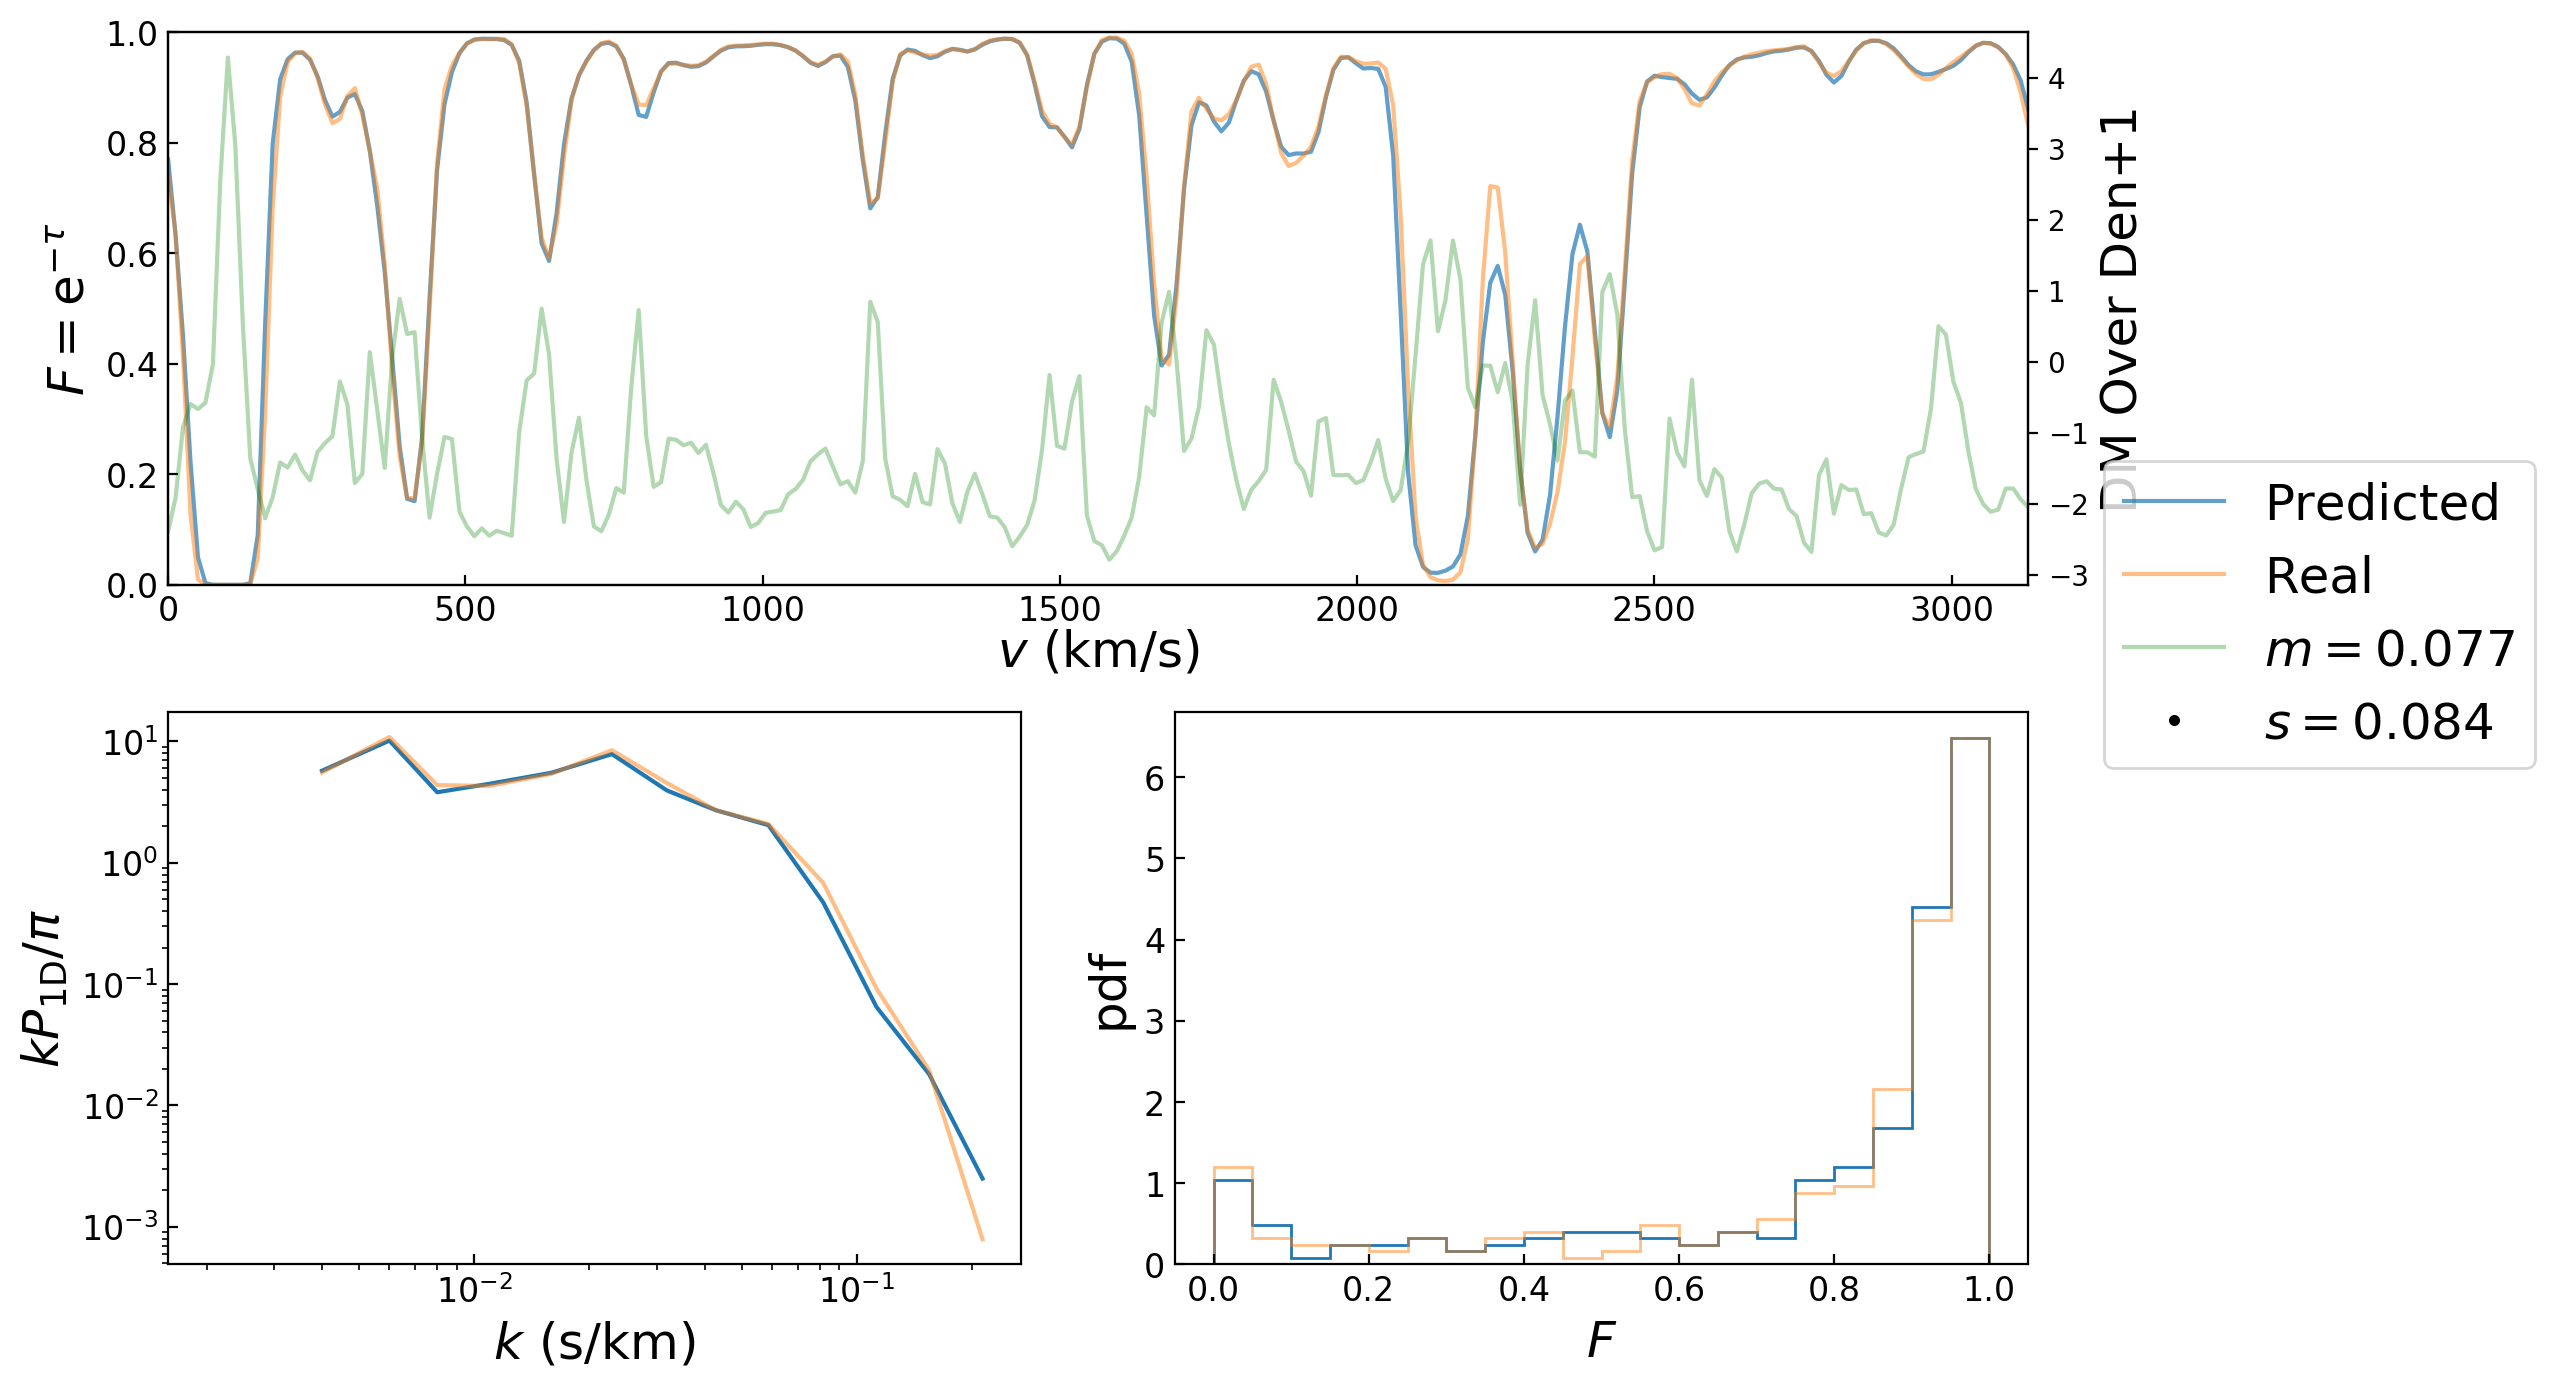 1.0
0.8
0.6
0.4
0.2
0.0
F = e^{−τ}
0 500 1000 1500 2000 2500 3000
v (km/s)
4
3
2
1
0
−1
−2
−3
DM Over Den+1
Predicted
Real
m = 0.077
s = 0.084
10^1
10^0
10^{−1}
10^{−2}
10^{−3}
kP_{1D}/π
10^{−2} 10^{−1}
k (s/km)
6
5
4
3
2
1
0
pdf
0.0 0.2 0.4 0.6 0.8 1.0
F